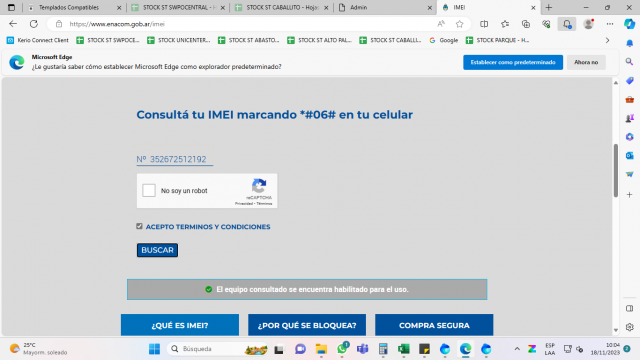 Templados Compatibles.
STOCK ST SWPOCENTRAL - H
STOCK ST CABALLITO - Hojas
Admin
IMEI
https://www.enacom.gob.ar/imei
Kerio Connect Client
STOCK ST SWPOCE...
STOCK UNICENTER...
STOCK ST ABASTO...
STOCK ST ALTO PAL...
STOCK ST CABALLI...
Google
STOCK PARQUE - H...
Microsoft Edge
¿Le gustaría saber cómo establecer Microsoft Edge como explorador predeterminado?
Establecer como predeterminado
Ahora no
Consultá tu IMEI marcando *#06# en tu celular
Nº 352672512192
No soy un robot
reCAPTCHA
Privacidad - Términos
ACEPTO TERMINOS Y CONDICIONES
BUSCAR
El equipo consultado se encuentra habilitado para el uso.
¿QUÉ ES IMEI?
¿POR QUÉ SE BLOQUEA?
COMPRA SEGURA
25°C
Mayorm. soleado
Búsqueda
ESP
LAA
10:04
18/11/2023